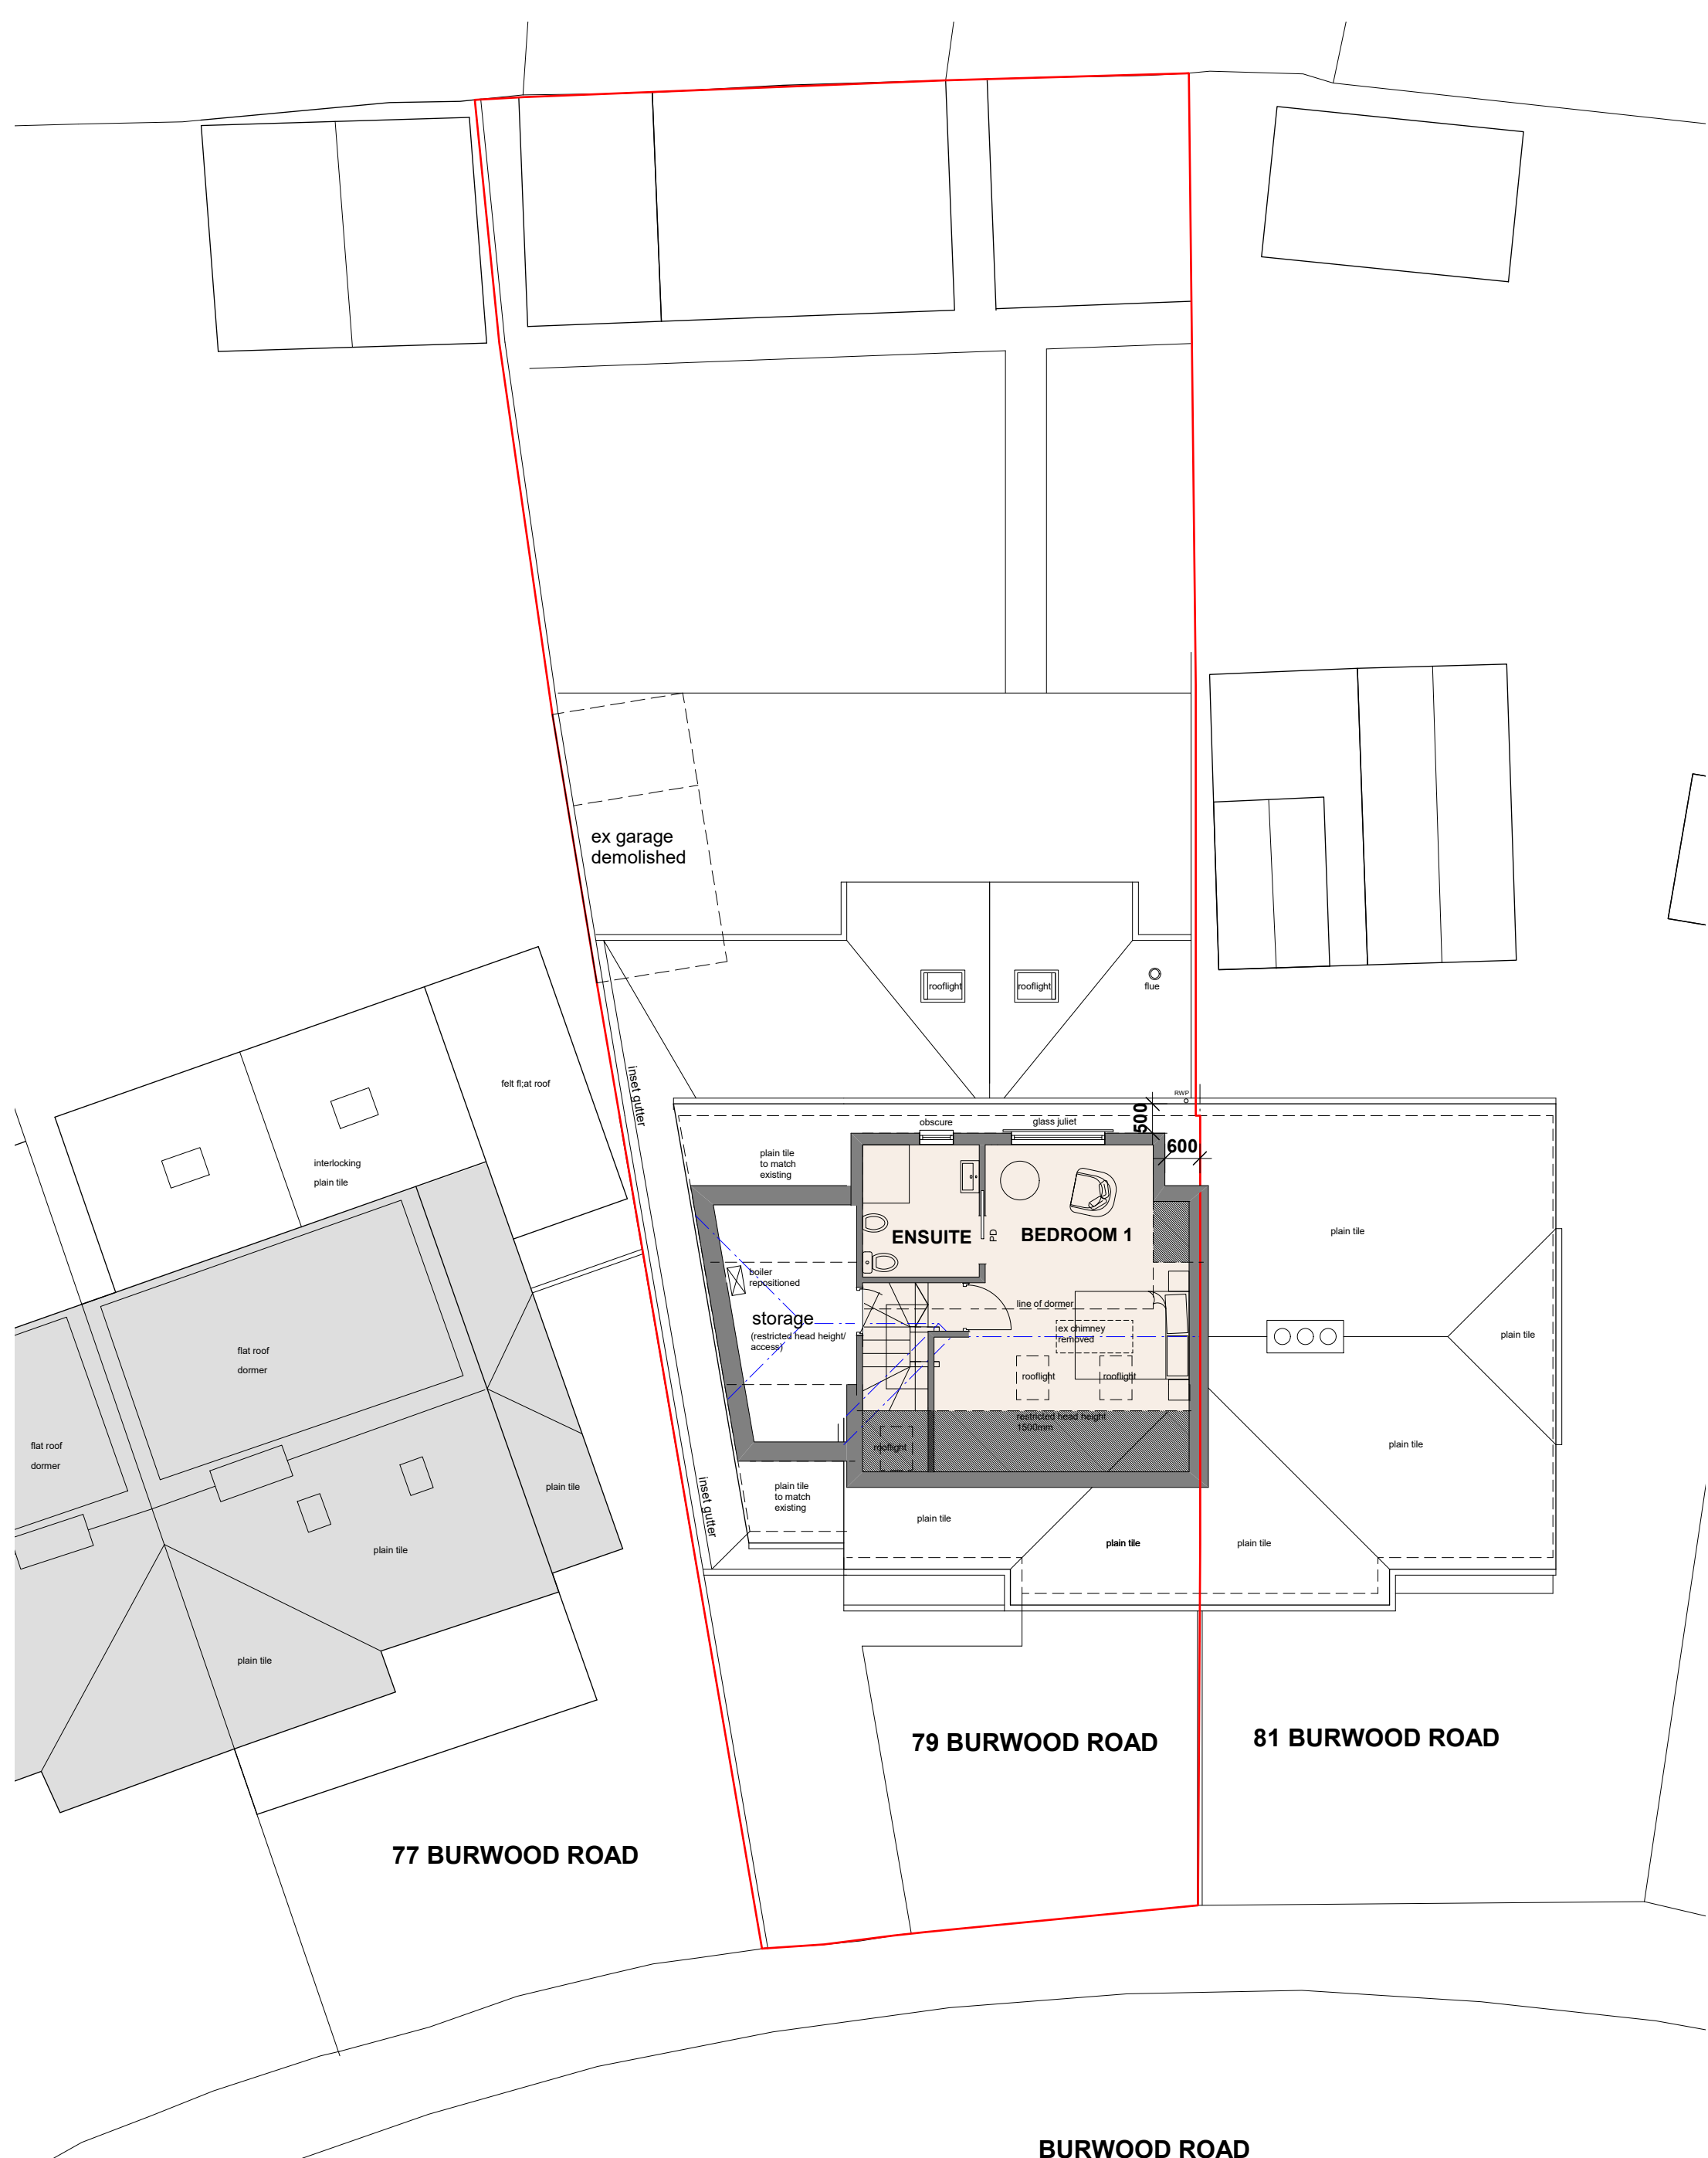 ex garage
demolished
rooflight
rooflight
flue
felt fl;at roof
inset gutter
RWP
obscure
glass juliet
500
600
plain tile
to match
existing
interlocking
plain tile
ENSUITE
PD
BEDROOM 1
plain tile
boiler
repositioned
storage
(restricted head height/
access)
line of dormer
ex chimney
removed
plain tile
flat roof
dormer
rooflight
rooflight
restricted head height
1500mm
rooflight
plain tile
flat roof
dormer
plain tile
plain tile
to match
existing
inset gutter
plain tile
plain tile
plain tile
plain tile
plain tile
79 BURWOOD ROAD
81 BURWOOD ROAD
77 BURWOOD ROAD
BURWOOD ROAD